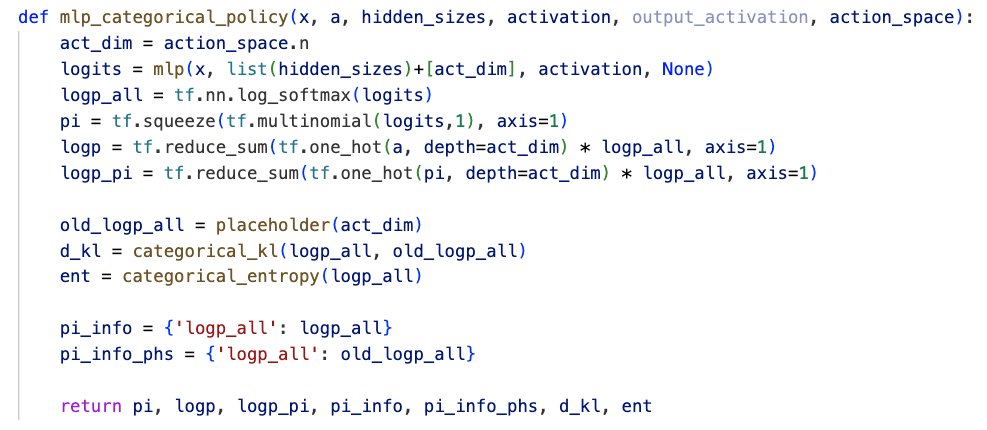 def mlp_categorical_policy(x, a, hidden_sizes, activation, output_activation, action_space):
    act_dim = action_space.n
    logits = mlp(x, list(hidden_sizes)+[act_dim], activation, None)
    logp_all = tf.nn.log_softmax(logits)
    pi = tf.squeeze(tf.multinomial(logits,1), axis=1)
    logp = tf.reduce_sum(tf.one_hot(a, depth=act_dim) * logp_all, axis=1)
    logp_pi = tf.reduce_sum(tf.one_hot(pi, depth=act_dim) * logp_all, axis=1)

    old_logp_all = placeholder(act_dim)
    d_kl = categorical_kl(logp_all, old_logp_all)
    ent = categorical_entropy(logp_all)

    pi_info = {'logp_all': logp_all}
    pi_info_phs = {'logp_all': old_logp_all}

    return pi, logp, logp_pi, pi_info, pi_info_phs, d_kl, ent